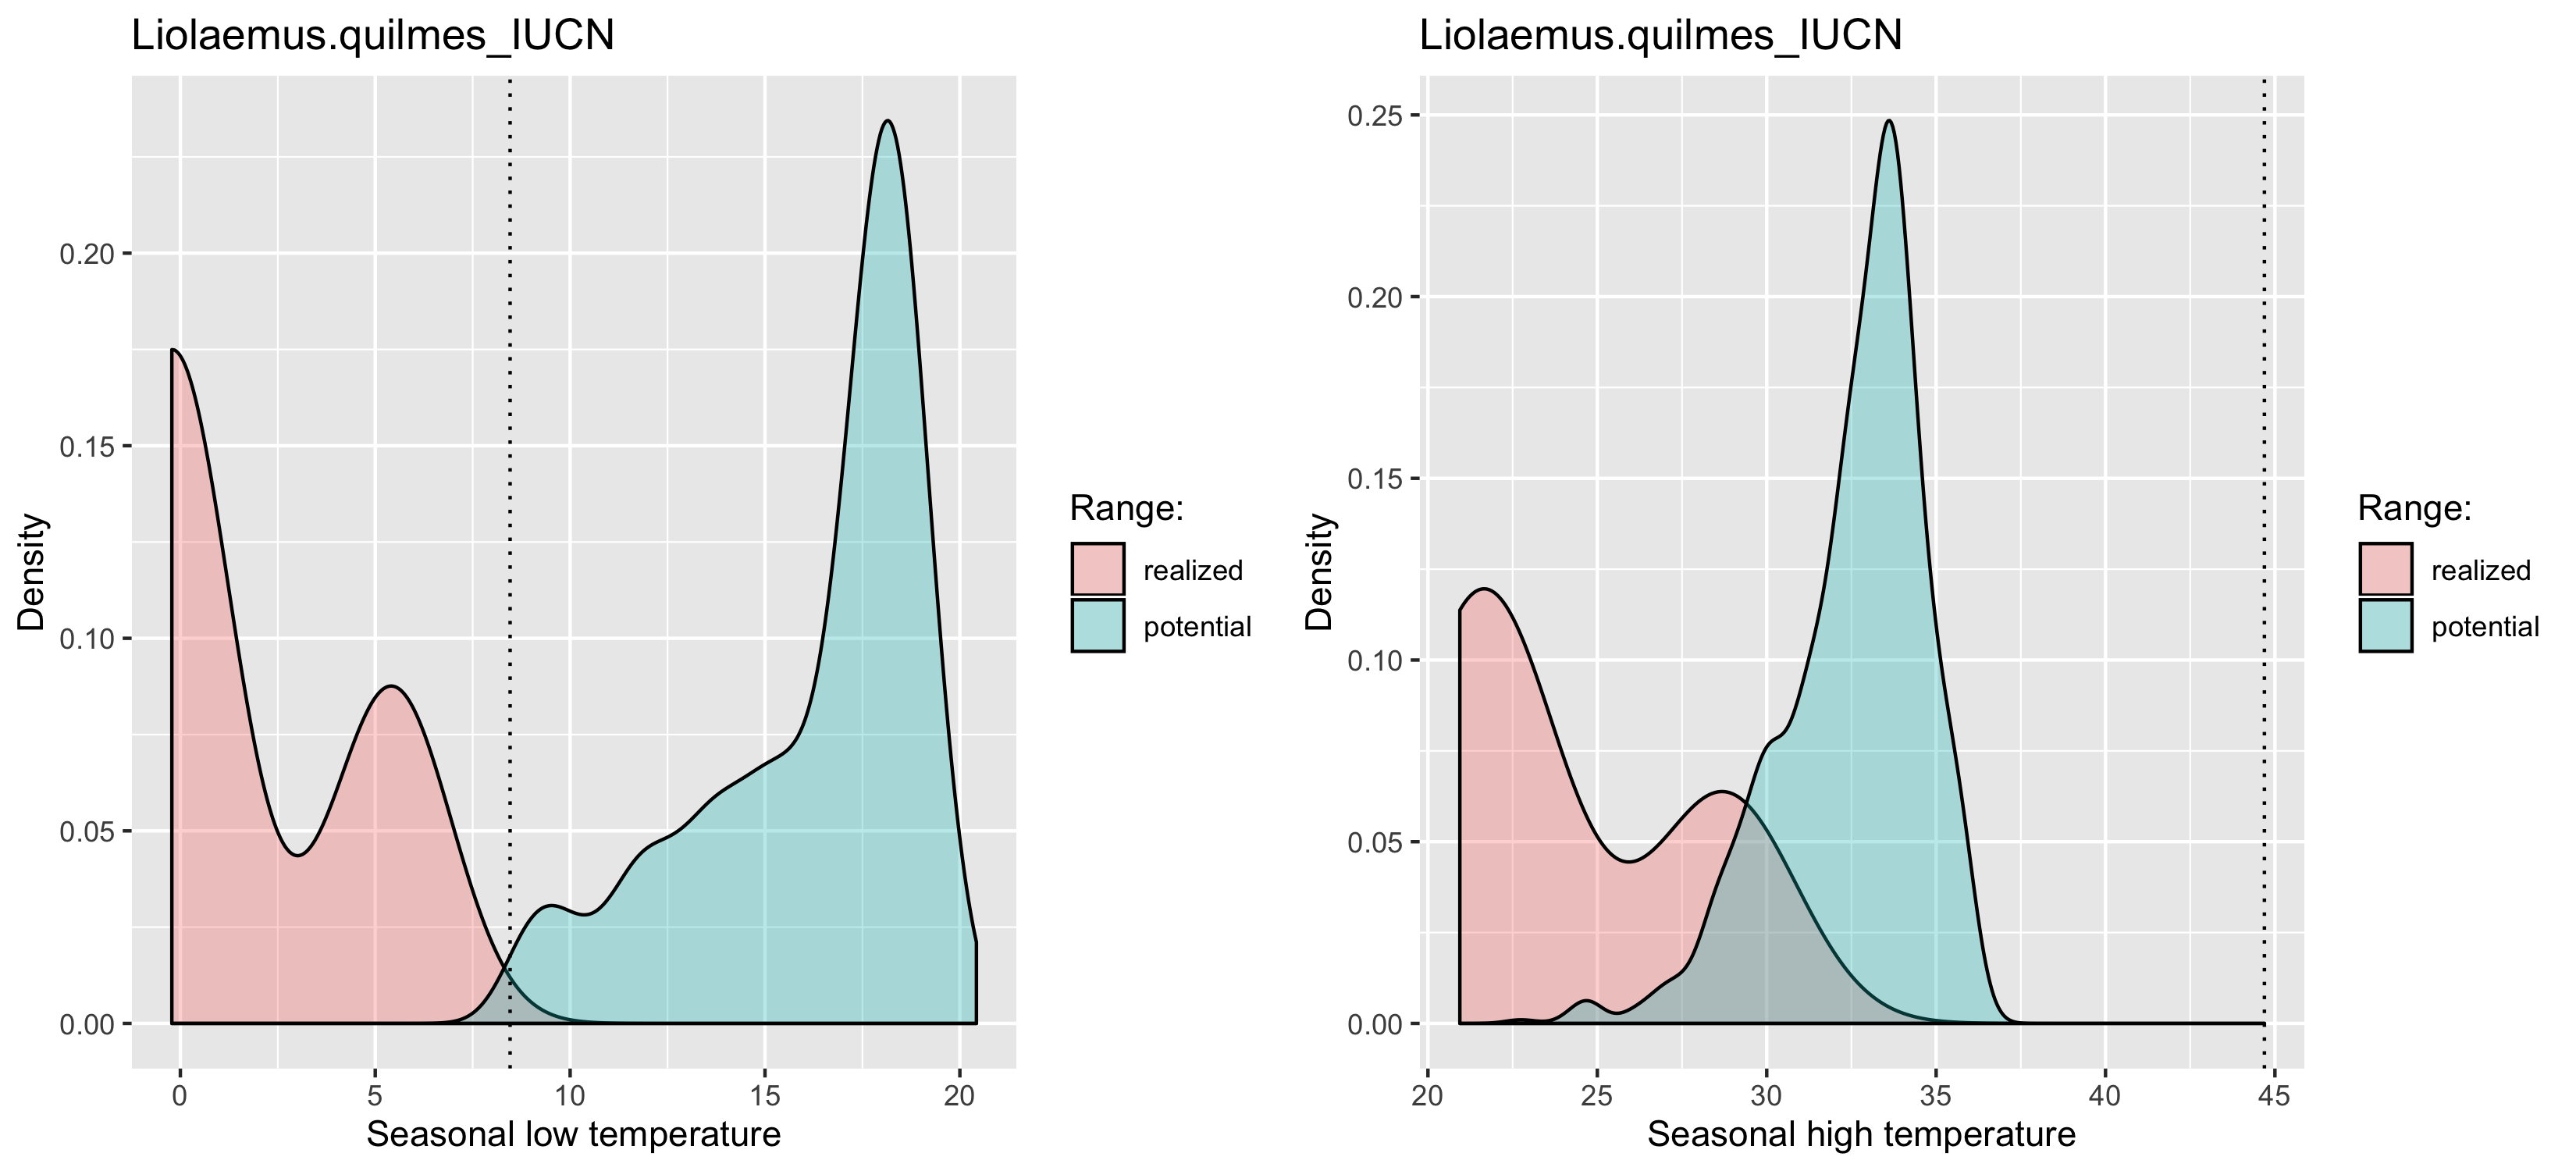 Liolaemus.quilmes_IUCN
0.20
0.15
0.10
0.05
0.00
Density
0 5 10 15 20
Seasonal low temperature
Range:
realized
potential
Liolaemus.quilmes_IUCN
0.25
0.20
0.15
0.10
0.05
0.00
Density
20 25 30 35 40 45
Seasonal high temperature
Range:
realized
potential